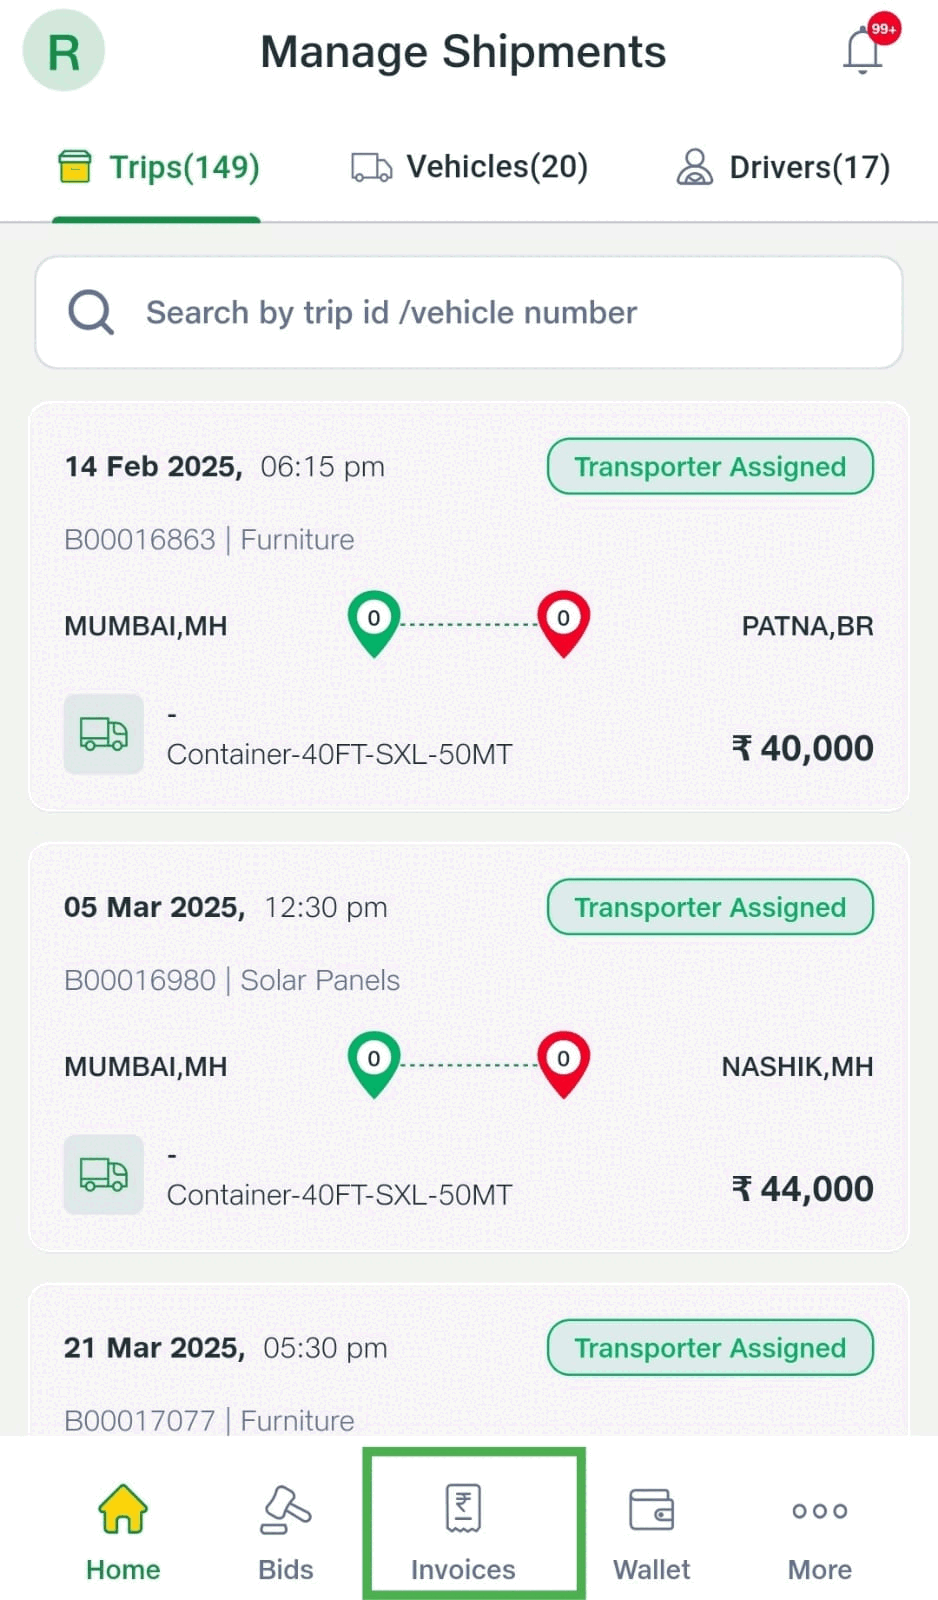 R
Manage Shipments
99+
Trips(149)
Vehicles(20)
Drivers(17)
Search by trip id /vehicle number
14 Feb 2025, 06:15 pm
Transporter Assigned
B00016863 | Furniture
MUMBAI,MH
0
0
PATNA,BR
-
Container-40FT-SXL-50MT
₹ 40,000
05 Mar 2025, 12:30 pm
Transporter Assigned
B00016980 | Solar Panels
MUMBAI,MH
0
0
NASHIK,MH
-
Container-40FT-SXL-50MT
₹ 44,000
21 Mar 2025, 05:30 pm
Transporter Assigned
B00017077 | Furniture
₹
Home
Bids
Invoices
Wallet
More